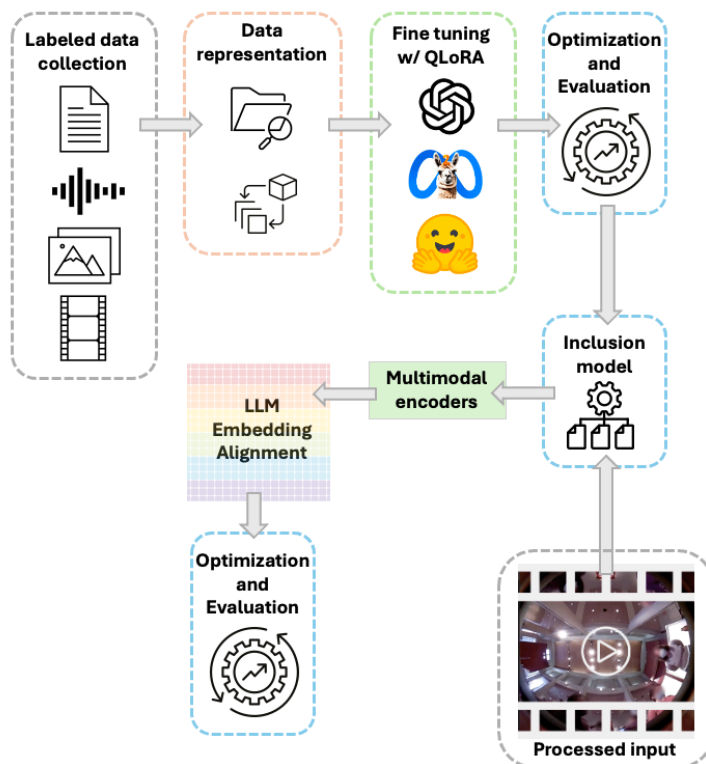 Labeled data
collection
Data
representation
Fine tuning
w/ QLoRA
Optimization
and
Evaluation
Inclusion
model
Multimodal
encoders
LLM
Embedding
Alignment
Optimization
and
Evaluation
Processed input